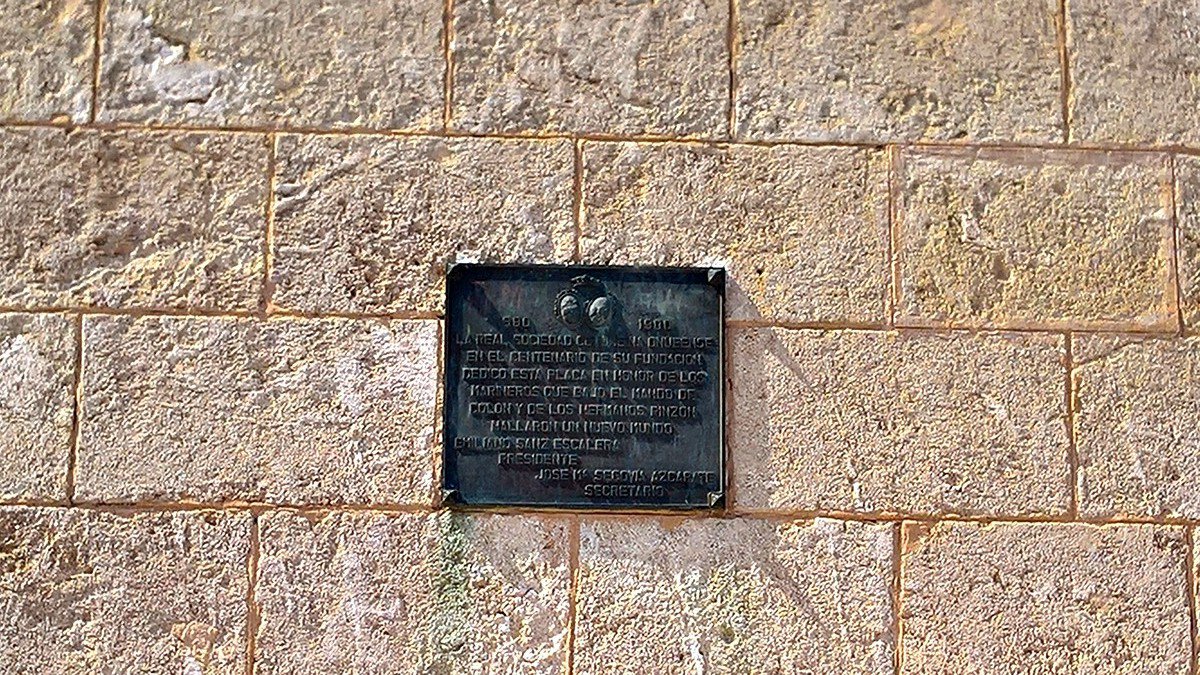 1880 1980
LA REAL SOCIEDAD COLOMBINA ONUBENSE
EN EL CENTENARIO DE SU FUNDACION
DEDICO ESTA PLACA EN HONOR DE LOS
MARINEROS QUE BAJO EL MANDO DE
COLON Y DE LOS HERMANOS PINZON
HALLARON UN NUEVO MUNDO
EMILIANO SANZ ESCALERA
PRESIDENTE
JOSE Mª SEGOVIA AZCARATE
SECRETARIO